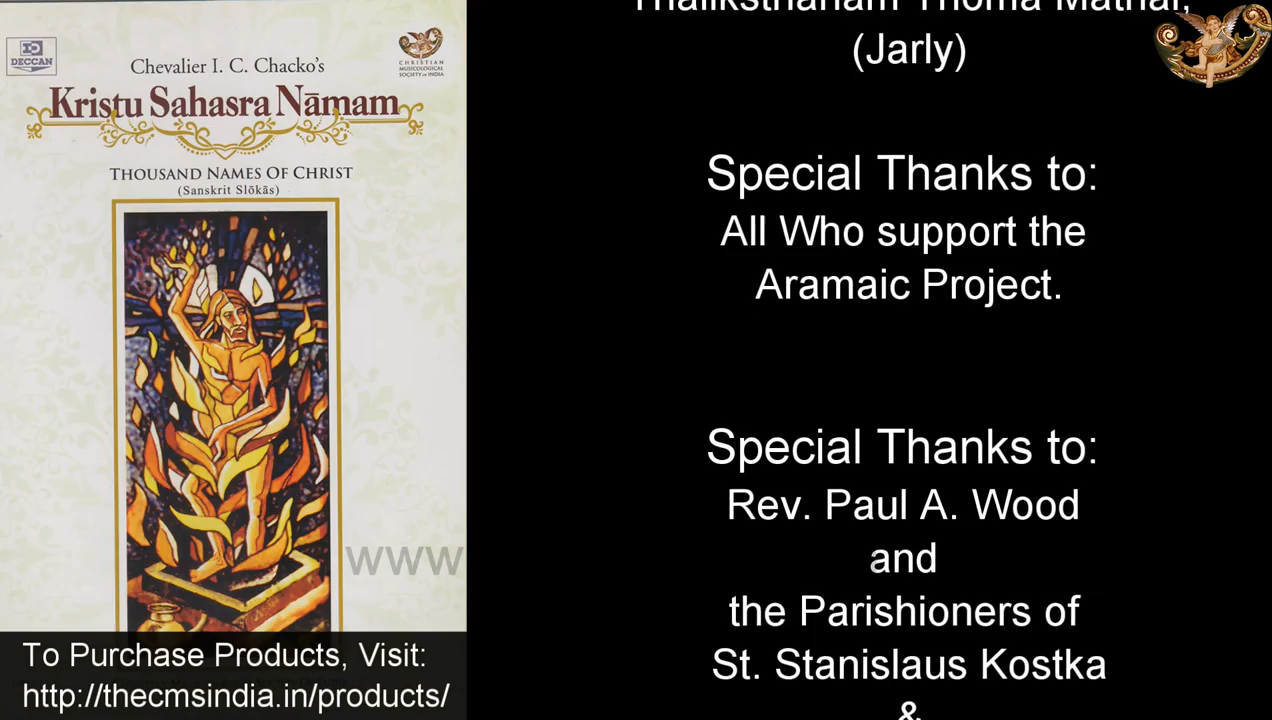 DECCAN
CHRISTIAN
MUSICOLOGICAL
SOCIETY OF INDIA
Chevalier I. C. Chacko's
Kristu Sahasra Nāmam
THOUSAND NAMES OF CHRIST
(Sanskrit Slōkās)
www
To Purchase Products, Visit:
http://thecmsindia.in/products/
(Jarly)
Special Thanks to:
All Who support the
Aramaic Project.
Special Thanks to:
Rev. Paul A. Wood
and
the Parishioners of
St. Stanislaus Kostka
&